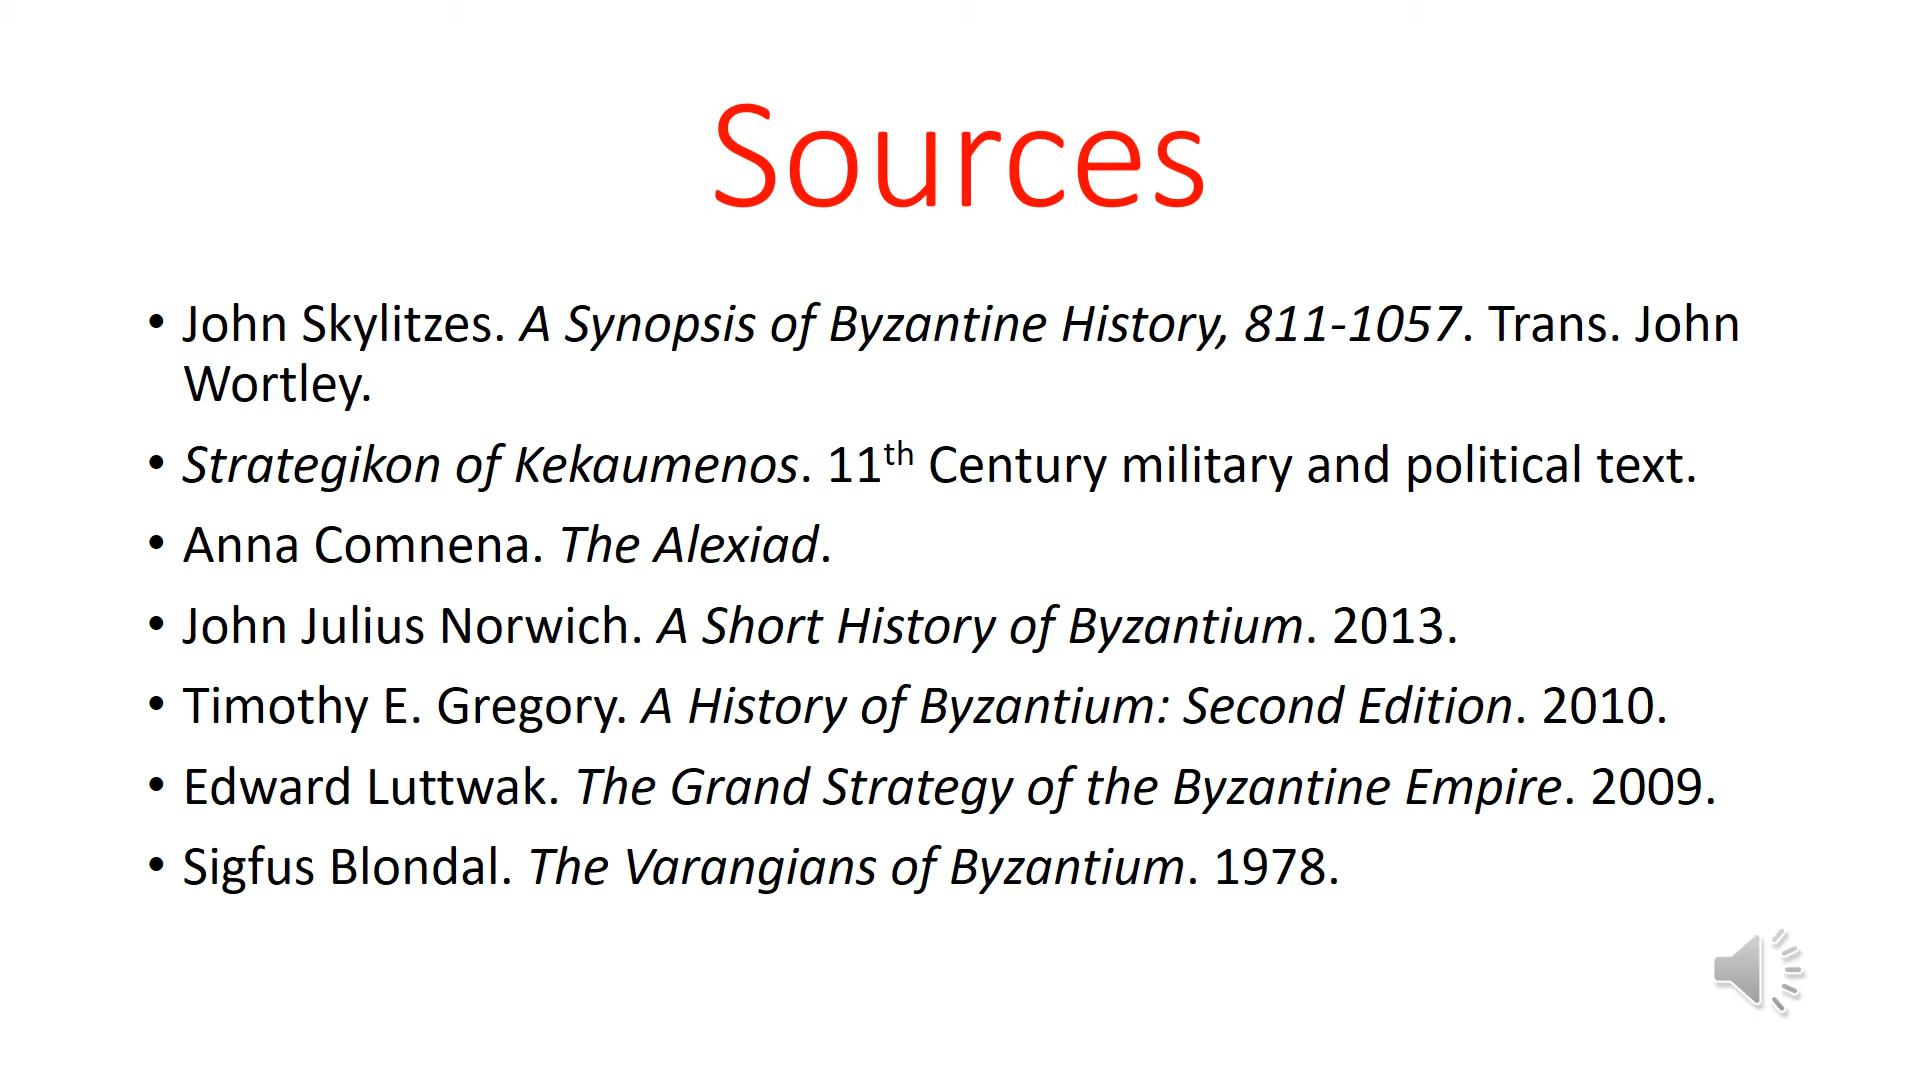 Sources
• John Skylitzes. A Synopsis of Byzantine History, 811-1057. Trans. John
Wortley.
• Strategikon of Kekaumenos. 11th Century military and political text.
• Anna Comnena. The Alexiad.
• John Julius Norwich. A Short History of Byzantium. 2013.
• Timothy E. Gregory. A History of Byzantium: Second Edition. 2010.
• Edward Luttwak. The Grand Strategy of the Byzantine Empire. 2009.
• Sigfus Blondal. The Varangians of Byzantium. 1978.